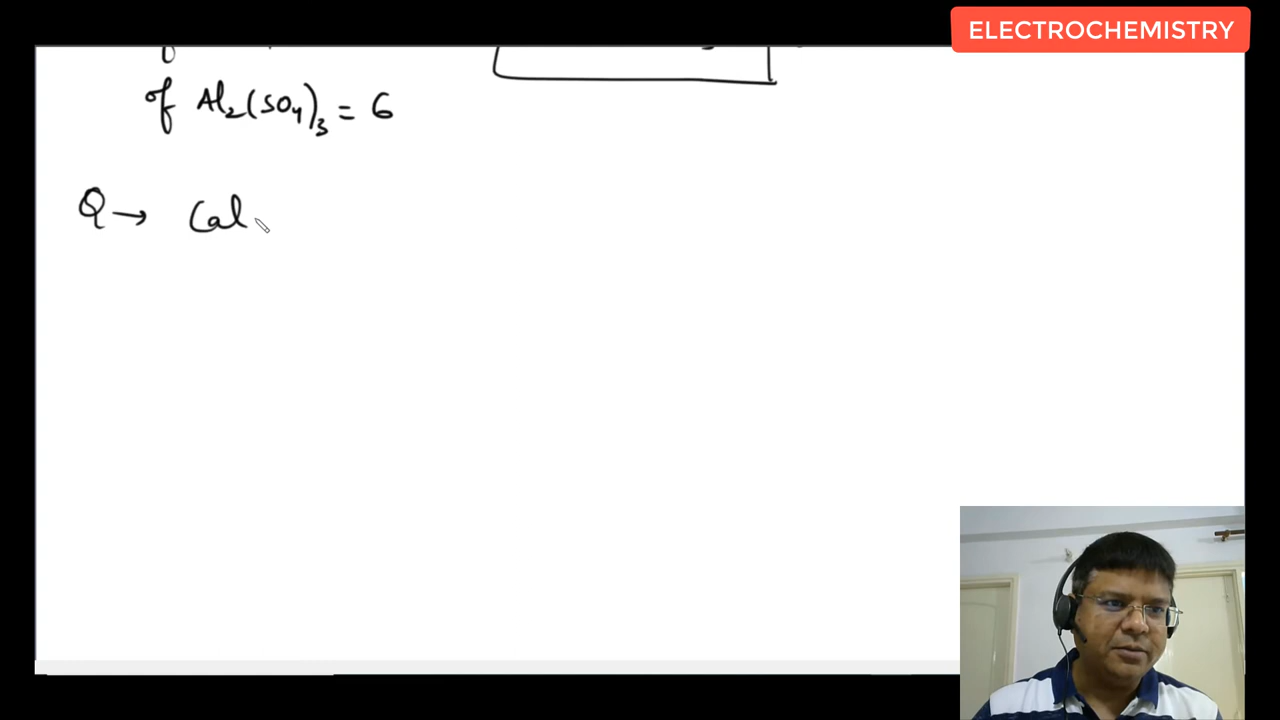 ELECTROCHEMISTRY
of Al₂(SO₄)₃ = 6
Q → Cal